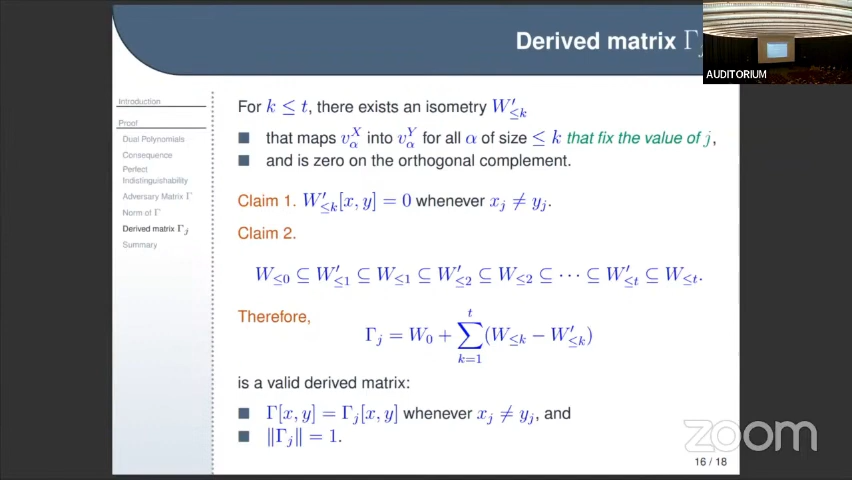 Derived matrix Γ
AUDITORIUM
Introduction
Proof
Dual Polynomials
Consequence
Perfect
Indistinguishability
Adversary Matrix Γ
Norm of Γ
Derived matrix Γj
Summary
For k ≤ t, there exists an isometry W′≤k
that maps vαX into vαY for all α of size ≤ k that fix the value of j,
and is zero on the orthogonal complement.
Claim 1. W′≤k[x, y] = 0 whenever xj ≠ yj.
Claim 2.
W≤0 ⊆ W′≤1 ⊆ W≤1 ⊆ W′≤2 ⊆ W≤2 ⊆ ⋯ ⊆ W′≤t ⊆ W≤t.
Therefore,
Γj = W0 + ∑k=1t (W≤k − W′≤k)
is a valid derived matrix:
Γ[x, y] = Γj[x, y] whenever xj ≠ yj, and
‖Γj‖ = 1.
zoom
16 / 18